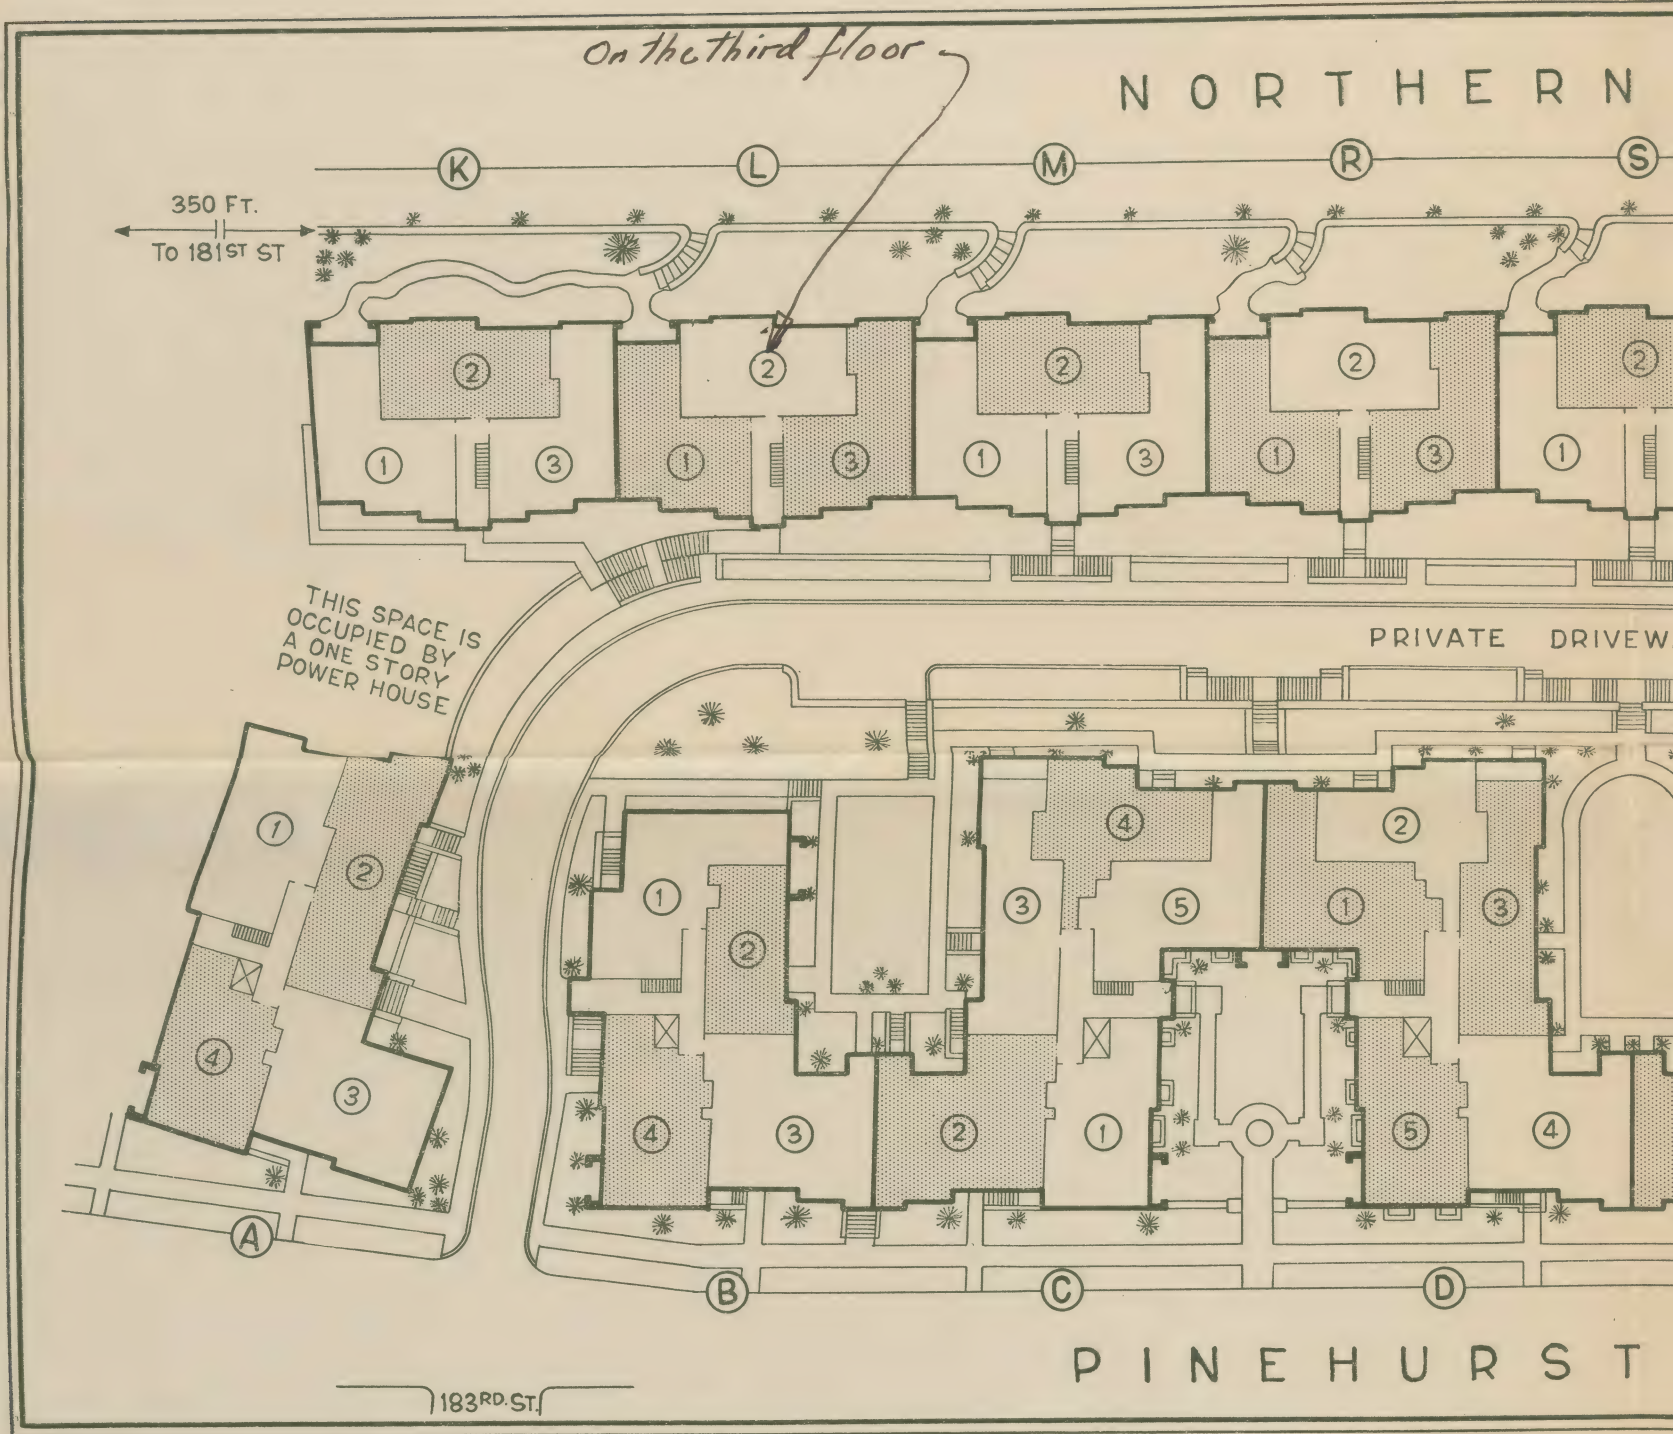 On the third floor
NORTHERN
K L M R S
350 FT.
TO 181ST ST
2 2 2 2 2
1 3 1 3 1 3 1 3 1
THIS SPACE IS
OCCUPIED BY
A ONE STORY
POWER HOUSE
PRIVATE DRIVEW
1 2 4 3
1 2 4 3
3 4 5 2 1
2 1 3 5 4
A
B C D
PINEHURST
183RD. ST.